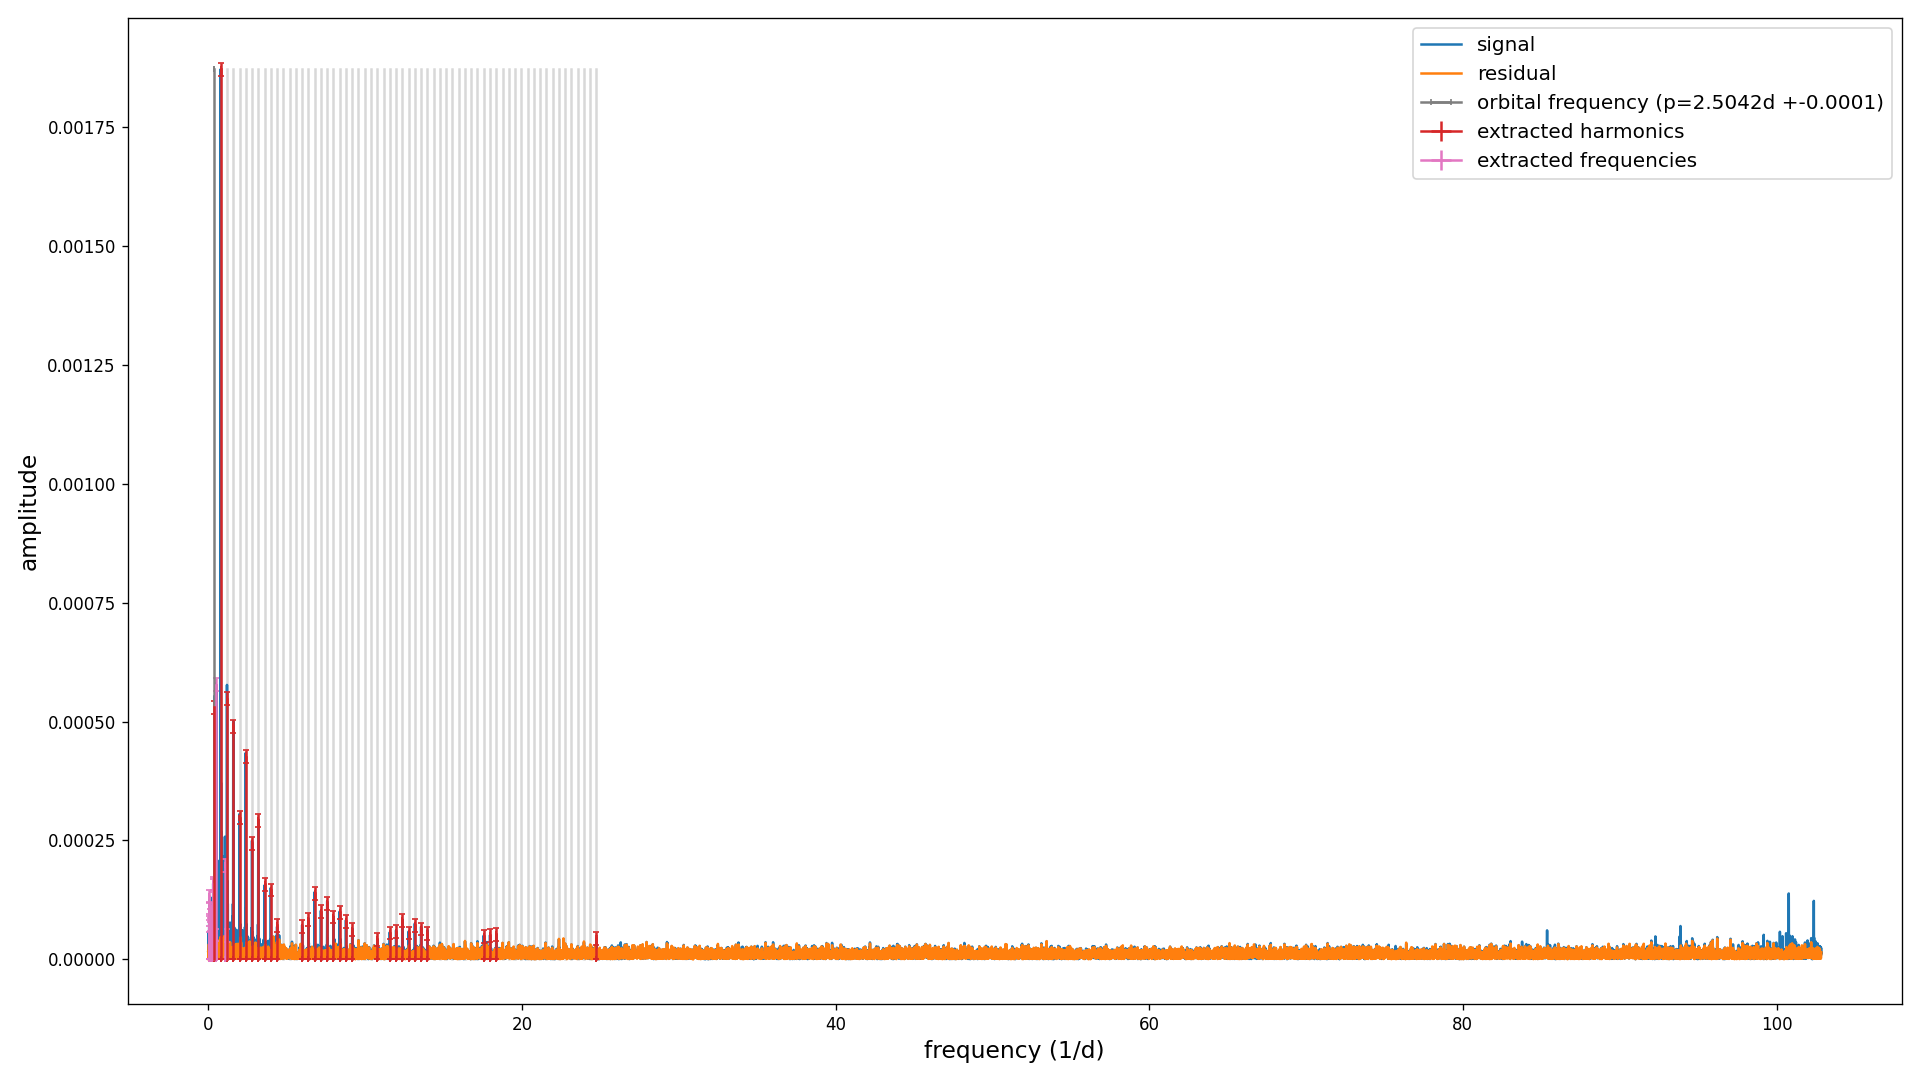 signal
residual
orbital frequency (p=2.5042d +-0.0001)
extracted harmonics
extracted frequencies
0.00175
0.00150
0.00125
0.00100
0.00075
0.00050
0.00025
0.00000
amplitude
0 20 40 60 80 100
frequency (1/d)